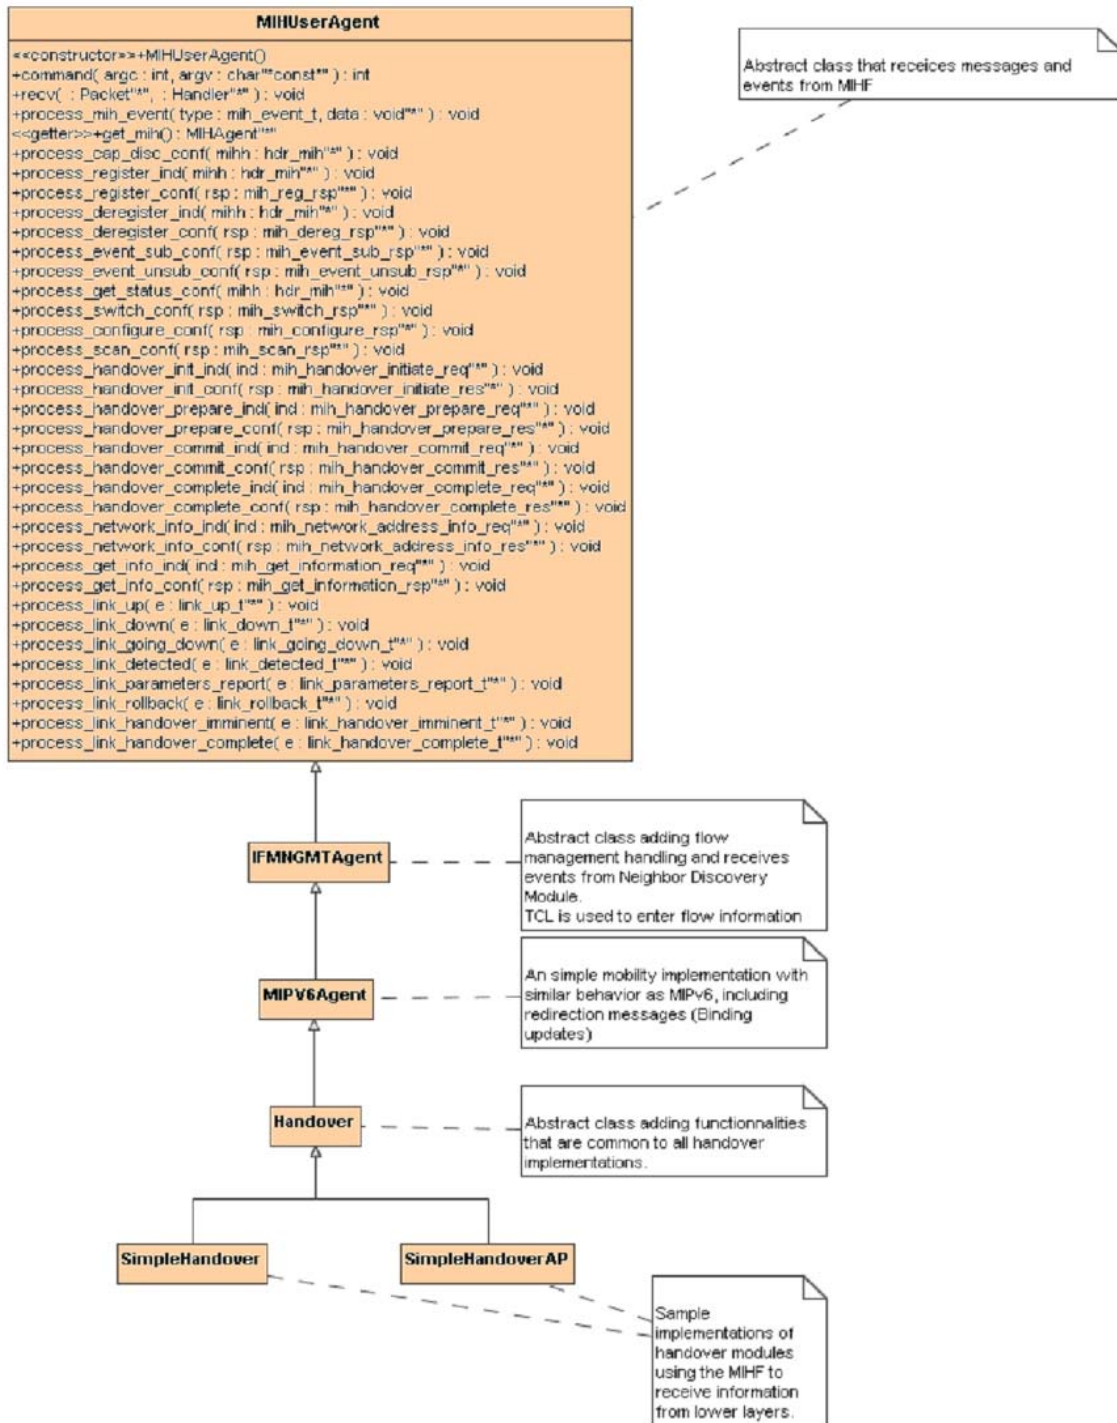 MIHUserAgent
<<constructor>>+MIHUserAgent()
+command( argc : int, argv : char"*const*" ) : int
+recv(  : Packet"*",  : Handler"*" ) : void
+process_mih_event( type : mih_event_t, data : void"*" ) : void
<<getter>>+get_mih() : MIHAgent"*"
+process_cap_disc_conf( mihh : hdr_mih"*" ) : void
+process_register_ind( mihh : hdr_mih"*" ) : void
+process_register_conf( rsp : mih_reg_rsp"*" ) : void
+process_deregister_ind( mihh : hdr_mih"*" ) : void
+process_deregister_conf( rsp : mih_dereg_rsp"*" ) : void
+process_event_sub_conf( rsp : mih_event_sub_rsp"*" ) : void
+process_event_unsub_conf( rsp : mih_event_unsub_rsp"*" ) : void
+process_get_status_conf( mihh : hdr_mih"*" ) : void
+process_switch_conf( rsp : mih_switch_rsp"*" ) : void
+process_configure_conf( rsp : mih_configure_rsp"*" ) : void
+process_scan_conf( rsp : mih_scan_rsp"*" ) : void
+process_handover_init_ind( ind : mih_handover_initiate_req"*" ) : void
+process_handover_init_conf( rsp : mih_handover_initiate_res"*" ) : void
+process_handover_prepare_ind( ind : mih_handover_prepare_req"*" ) : void
+process_handover_prepare_conf( rsp : mih_handover_prepare_res"*" ) : void
+process_handover_commit_ind( ind : mih_handover_commit_req"*" ) : void
+process_handover_commit_conf( rsp : mih_handover_commit_res"*" ) : void
+process_handover_complete_ind( ind : mih_handover_complete_req"*" ) : void
+process_handover_complete_conf( rsp : mih_handover_complete_res"*" ) : void
+process_network_info_ind( ind : mih_network_address_info_req"*" ) : void
+process_network_info_conf( rsp : mih_network_address_info_res"*" ) : void
+process_get_info_ind( ind : mih_get_information_req"*" ) : void
+process_get_info_conf( rsp : mih_get_information_rsp"*" ) : void
+process_link_up( e : link_up_t"*" ) : void
+process_link_down( e : link_down_t"*" ) : void
+process_link_going_down( e : link_going_down_t"*" ) : void
+process_link_detected( e : link_detected_t"*" ) : void
+process_link_parameters_report( e : link_parameters_report_t"*" ) : void
+process_link_rollback( e : link_rollback_t"*" ) : void
+process_link_handover_imminent( e : link_handover_imminent_t"*" ) : void
+process_link_handover_complete( e : link_handover_complete_t"*" ) : void
Abstract class that receices messages and
events from MIHF
IFMNGMTAgent
Abstract class adding flow
management handling and receives
events from Neighbor Discovery
Module.
TCL is used to enter flow information
MIPV6Agent
An simple mobility implementation with
similar behavior as MIPv6, including
redirection messages (Binding
updates)
Handover
Abstract class adding functionnalities
that are common to all handover
implementations.
SimpleHandover
SimpleHandoverAP
Sample
implementations of
handover modules
using the MIHF to
receive information
from lower layers.